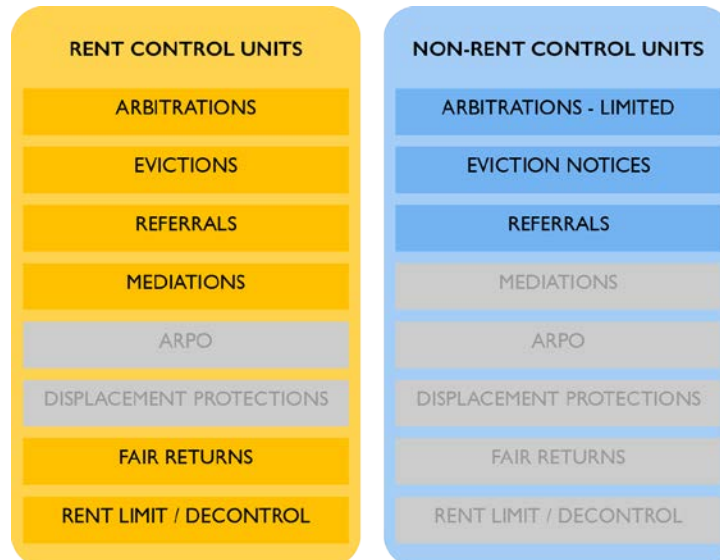 RENT CONTROL UNITS
ARBITRATIONS
EVICTIONS
REFERRALS
MEDIATIONS
ARPO
DISPLACEMENT PROTECTIONS
FAIR RETURNS
RENT LIMIT / DECONTROL
NON-RENT CONTROL UNITS
ARBITRATIONS - LIMITED
EVICTION NOTICES
REFERRALS
MEDIATIONS
ARPO
DISPLACEMENT PROTECTIONS
FAIR RETURNS
RENT LIMIT / DECONTROL